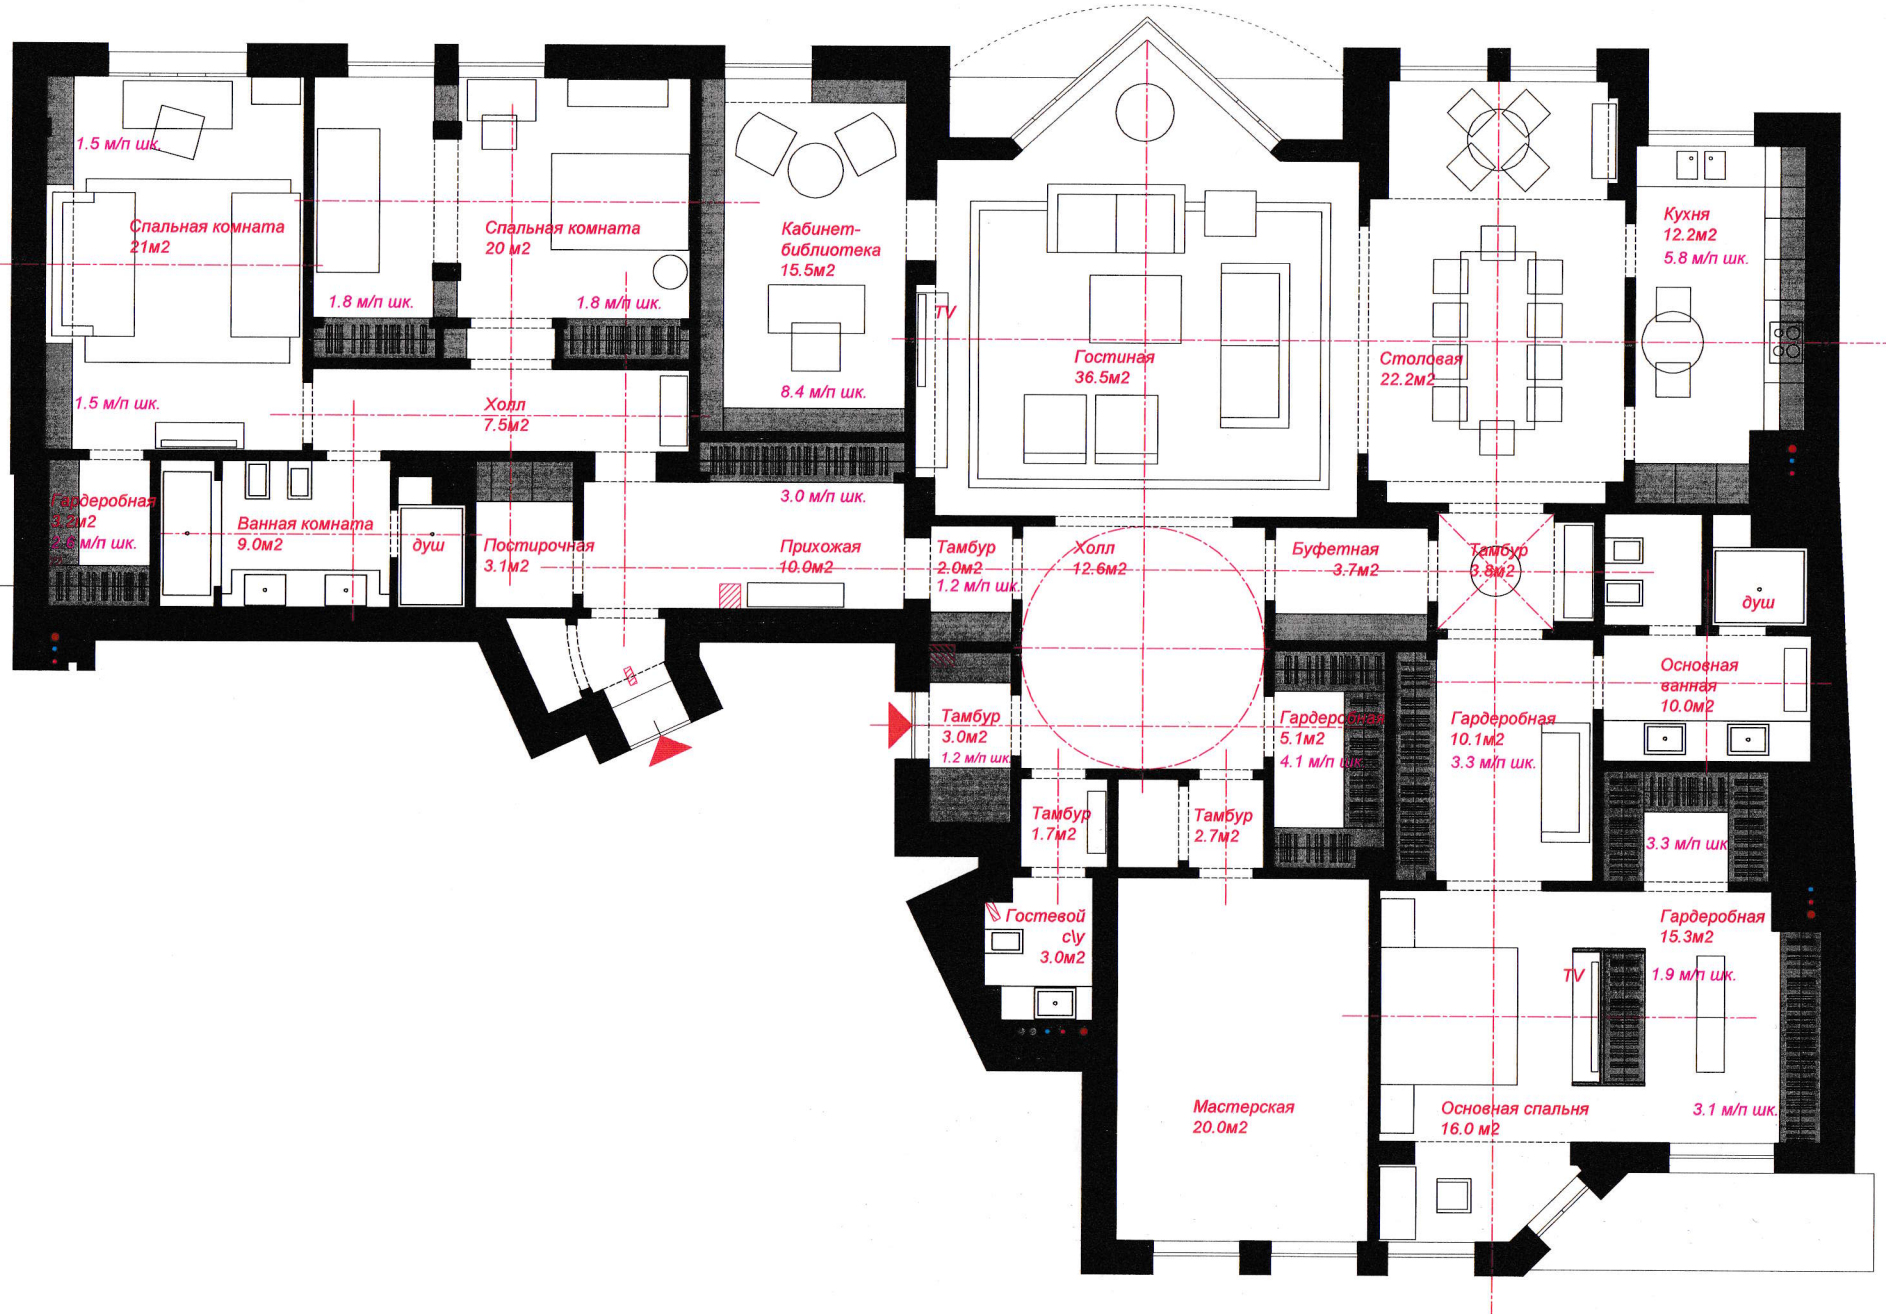 1.5 м/п шк.
Спальная комната
21м2
1.5 м/п шк.
Спальная комната
20 м2
1.8 м/п шк.
1.8 м/п шк.
Кабинет-
библиотека
15.5м2
8.4 м/п шк.
TV
Гостиная
36.5м2
Столовая
22.2м2
Кухня
12.2м2
5.8 м/п шк.
Холл
7.5м2
Гардеробная
3.2м2
м/п шк.
Ванная комната
9.0м2
душ
Постирочная
3.1м2
3.0 м/п шк.
Прихожая
10.0м2
Тамбур
2.0м2
1.2 м/п шк.
Холл
12.6м2
Буфетная
3.7м2
Тамбур
3.8м2
душ
Основная
ванная
10.0м2
Тамбур
3.0м2
1.2 м/п шк.
Гардеробная
5.1м2
4.1 м/п шк.
Гардеробная
10.1м2
3.3 м/п шк.
Тамбур
1.7м2
Тамбур
2.7м2
3.3 м/п шк
Гостевой
с\у
3.0м2
Гардеробная
15.3м2
TV
1.9 м/п шк.
Мастерская
20.0м2
Основная спальня
16.0 м2
3.1 м/п шк.